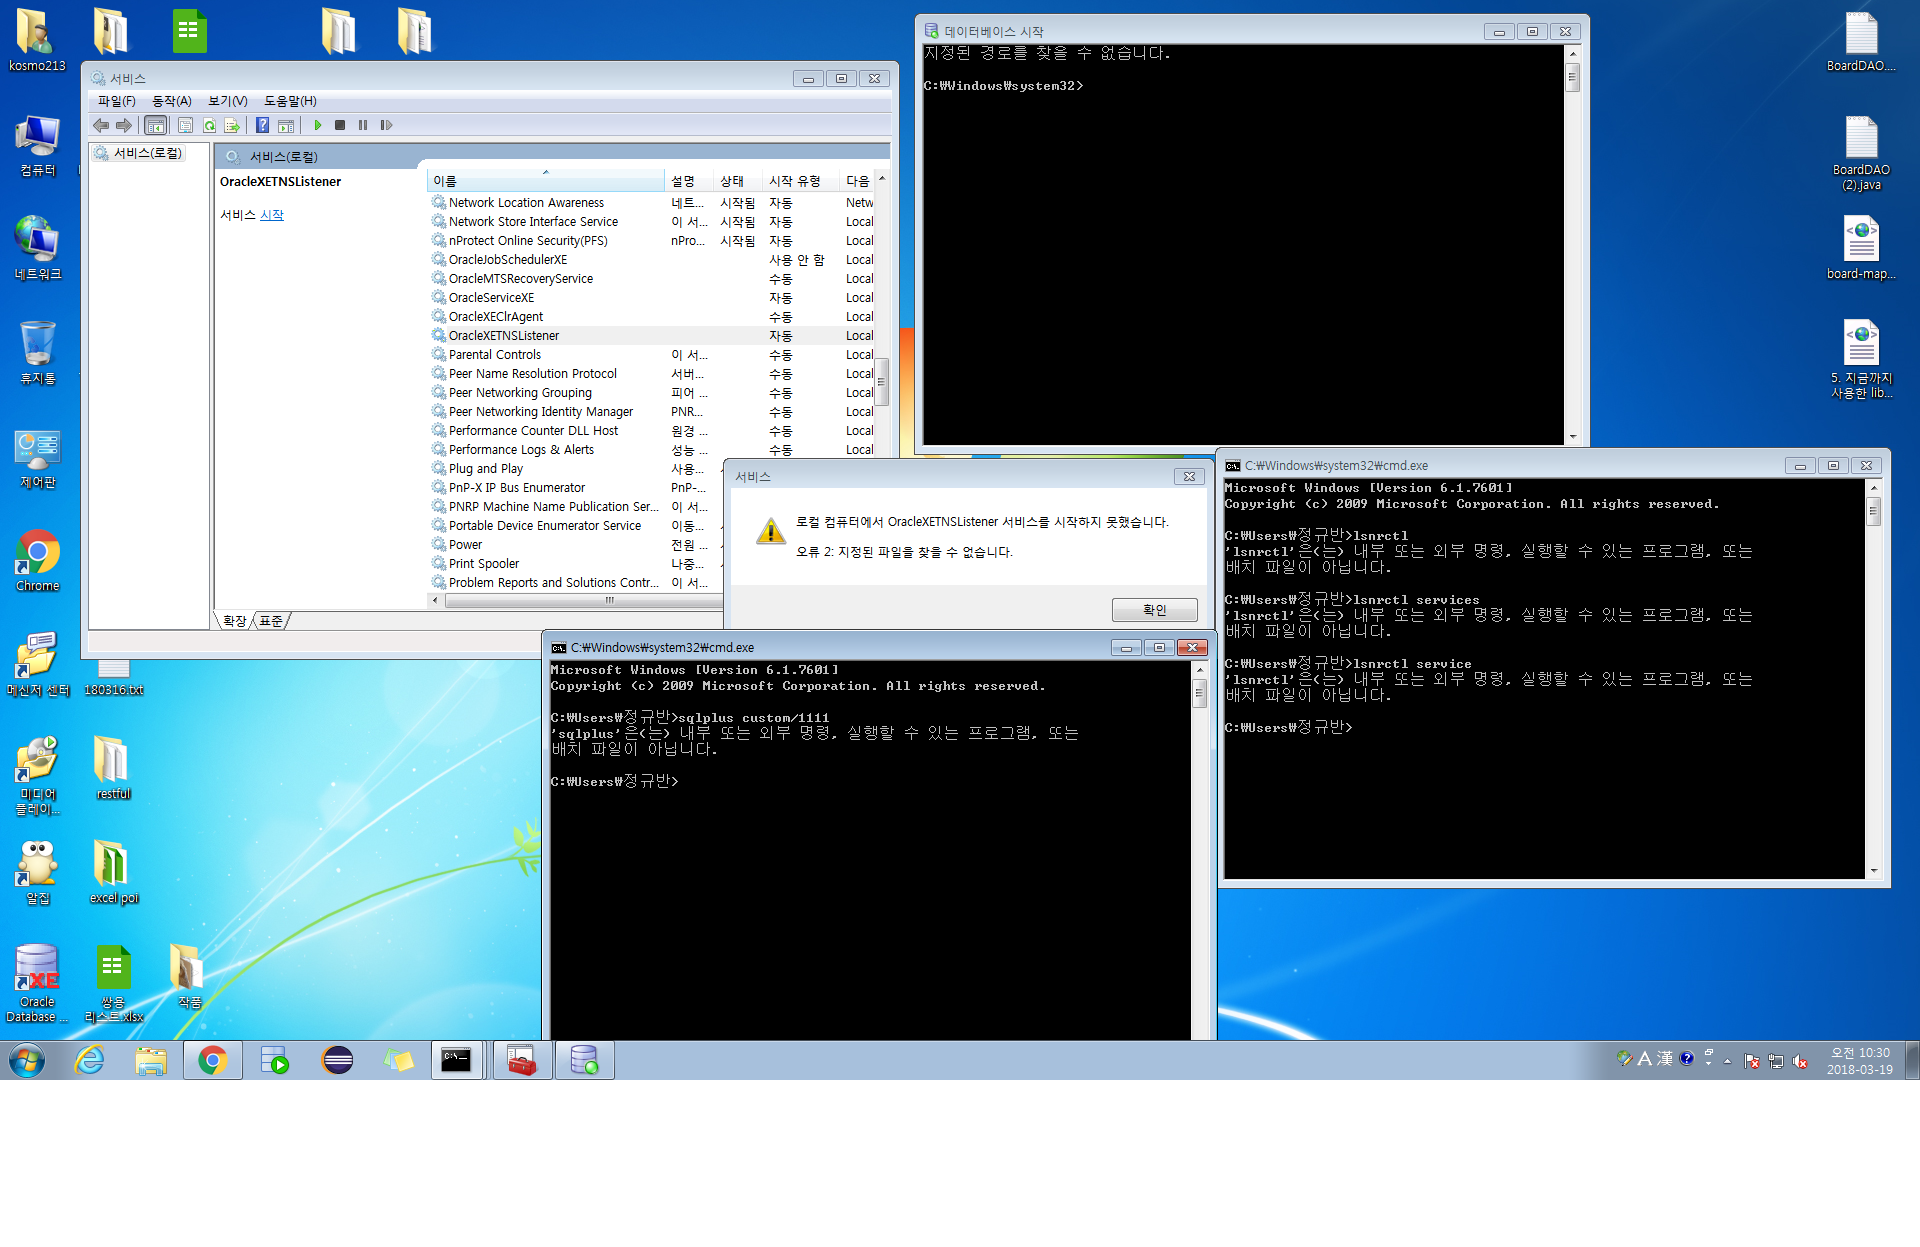 kosmo213
컴퓨터
네트워크
휴지통
제어판
Chrome
메신저 센터
180316.txt
미디어
플레이...
restful
알집
excel poi
Oracle
Database ...
쌍용
리스트.xlsx
작품
서비스
파일(F) 동작(A) 보기(V) 도움말(H)
서비스(로컬)
서비스(로컬)
OracleXETNSListener
서비스 시작
이름 설명 상태 시작 유형 다음
Network Location Awareness 네트... 시작됨 자동 Netw
Network Store Interface Service 이 서... 시작됨 자동 Local
nProtect Online Security(PFS) nPro... 시작됨 자동 Local
OracleJobSchedulerXE 사용 안 함 Local
OracleMTSRecoveryService 수동 Local
OracleServiceXE 자동 Local
OracleXEClrAgent 수동 Local
OracleXETNSListener 자동 Local
Parental Controls 이 서... 수동 Local
Peer Name Resolution Protocol 서버... 수동 Local
Peer Networking Grouping 피어 ... 수동 Local
Peer Networking Identity Manager PNR... 수동 Local
Performance Counter DLL Host 원경 ... 수동 Local
Performance Logs & Alerts 성능 ... 수동 Local
Plug and Play 사용...
PnP-X IP Bus Enumerator PnP-...
PNRP Machine Name Publication Ser... 이 서...
Portable Device Enumerator Service 이동...
Power 전원 ...
Print Spooler 나중...
Problem Reports and Solutions Contr... 이 서...
확장 표준
데이터베이스 시작
지정된 경로를 찾을 수 없습니다.
C:₩Windows₩system32>
서비스
로컬 컴퓨터에서 OracleXETNSListener 서비스를 시작하지 못했습니다.
오류 2: 지정된 파일을 찾을 수 없습니다.
확인
C:₩Windows₩system32₩cmd.exe
Microsoft Windows [Version 6.1.7601]
Copyright (c) 2009 Microsoft Corporation. All rights reserved.
C:₩Users₩정규반>sqlplus custom/1111
'sqlplus'은(는) 내부 또는 외부 명령, 실행할 수 있는 프로그램, 또는
배치 파일이 아닙니다.
C:₩Users₩정규반>
C:₩Windows₩system32₩cmd.exe
Microsoft Windows [Version 6.1.7601]
Copyright (c) 2009 Microsoft Corporation. All rights reserved.
C:₩Users₩정규반>lsnrctl
'lsnrctl'은(는) 내부 또는 외부 명령, 실행할 수 있는 프로그램, 또는
배치 파일이 아닙니다.
C:₩Users₩정규반>lsnrctl services
'lsnrctl'은(는) 내부 또는 외부 명령, 실행할 수 있는 프로그램, 또는
배치 파일이 아닙니다.
C:₩Users₩정규반>lsnrctl service
'lsnrctl'은(는) 내부 또는 외부 명령, 실행할 수 있는 프로그램, 또는
배치 파일이 아닙니다.
C:₩Users₩정규반>
BoardDAO....
BoardDAO
(2).java
board-map...
5. 지금까지
사용한 lib...
A 漢
오전 10:30
2018-03-19